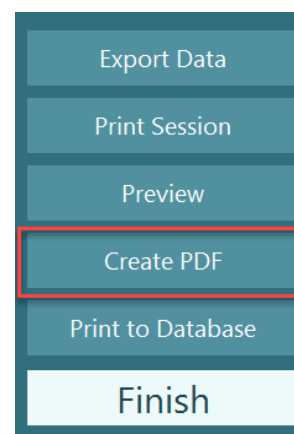 Export Data
Print Session
Preview
Create PDF
Print to Database
Finish